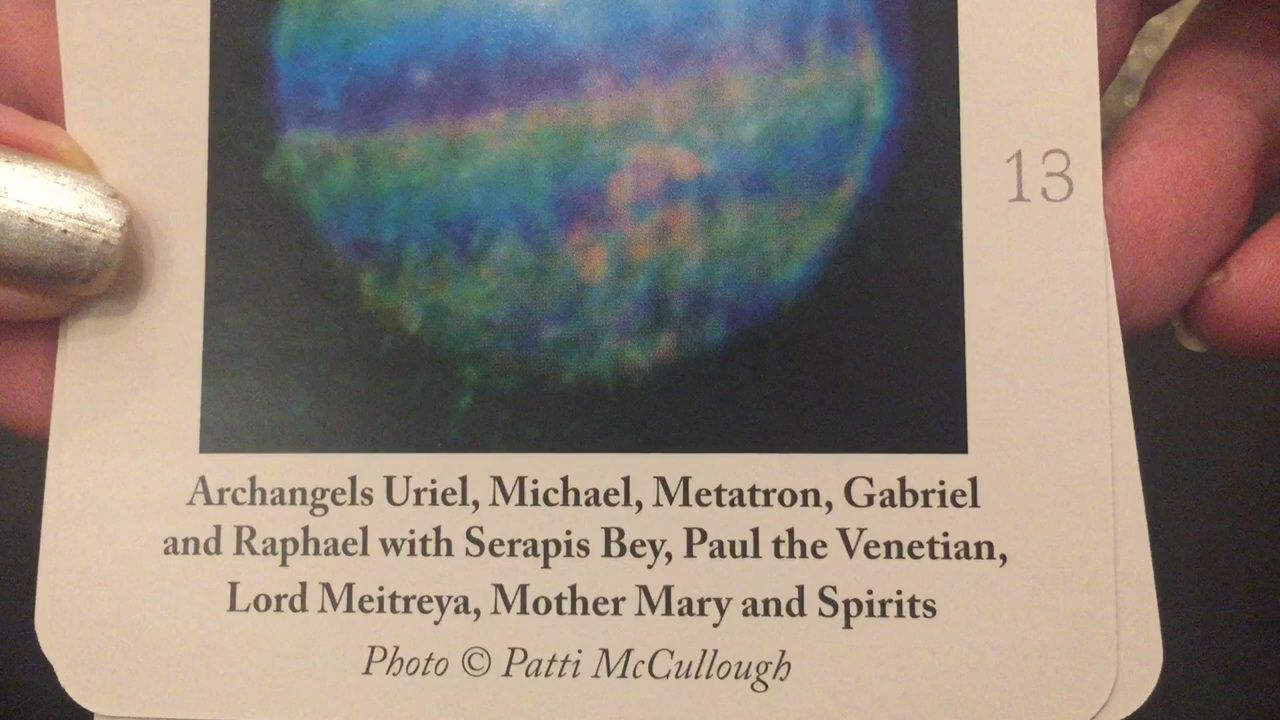 13
Archangels Uriel, Michael, Metatron, Gabriel
and Raphael with Serapis Bey, Paul the Venetian,
Lord Meitreya, Mother Mary and Spirits
Photo © Patti McCullough